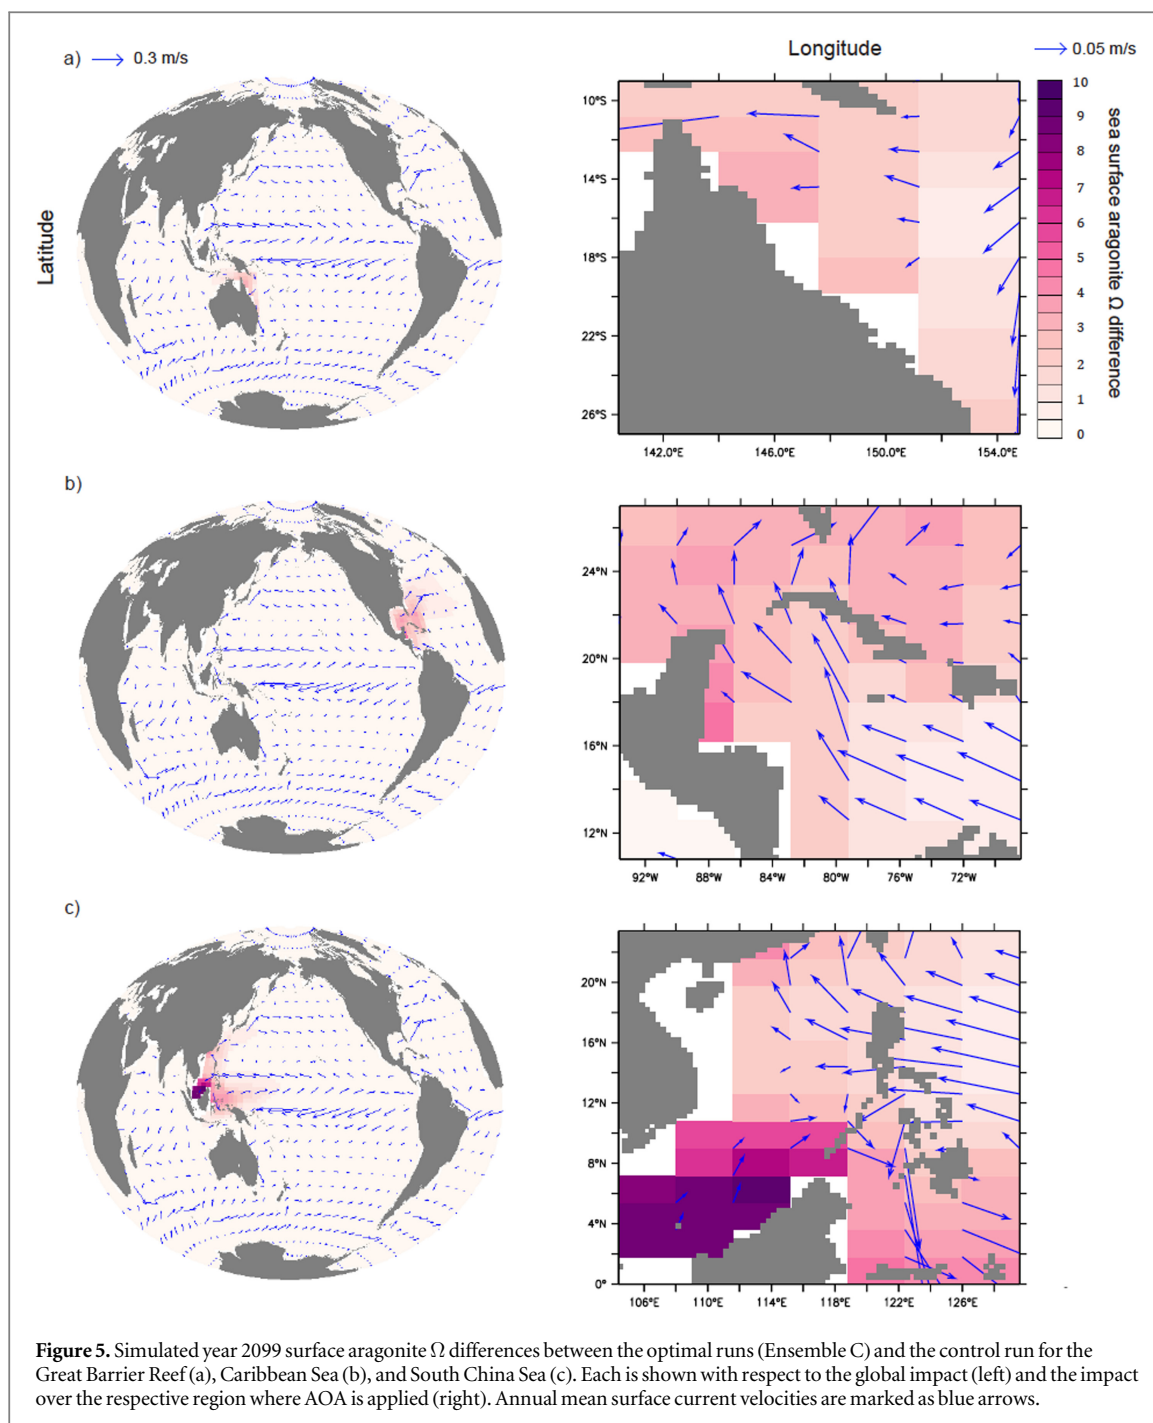 a)
0.3 m/s
Longitude
0.05 m/s
Latitude
10°S
14°S
18°S
22°S
26°S
142.0°E 146.0°E 150.0°E 154.0°E
10
9
8
7
6
5
4
3
2
1
0
sea surface aragonite Ω difference
b)
24°N
20°N
16°N
12°N
92°W 88°W 84°W 80°W 76°W 72°W
c)
20°N
16°N
12°N
8°N
4°N
0°
106°E 110°E 114°E 118°E 122°E 126°E
Figure 5. Simulated year 2099 surface aragonite Ω differences between the optimal runs (Ensemble C) and the control run for the
Great Barrier Reef (a), Caribbean Sea (b), and South China Sea (c). Each is shown with respect to the global impact (left) and the impact
over the respective region where AOA is applied (right). Annual mean surface current velocities are marked as blue arrows.